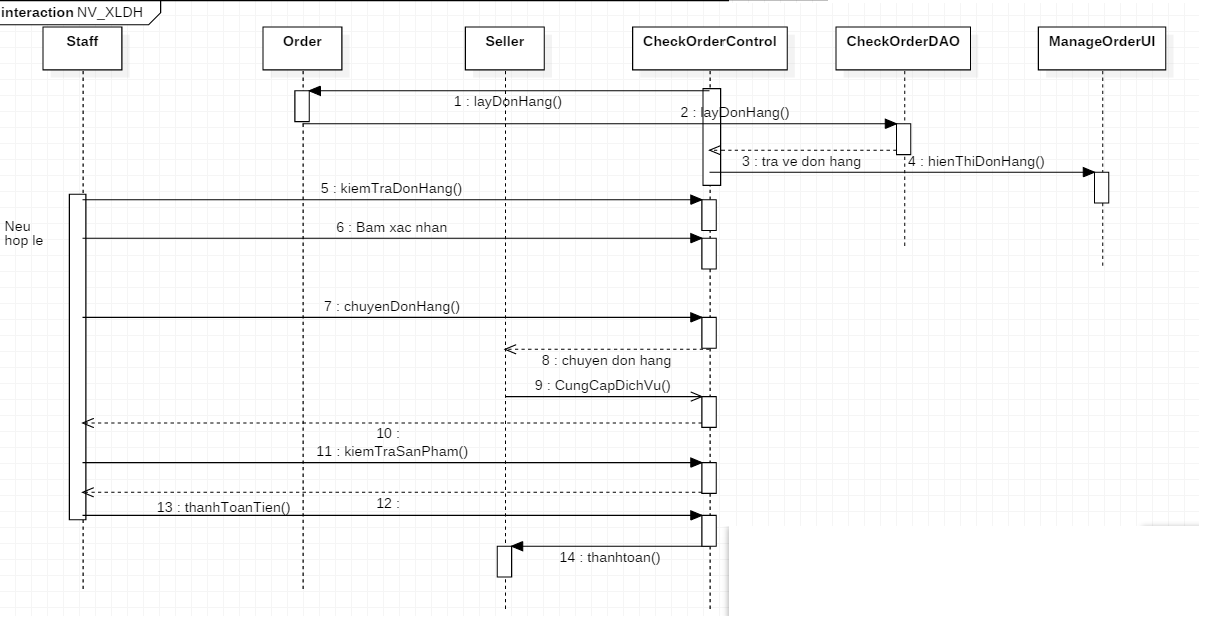 interaction NV_XLDH
Staff
Order
Seller
CheckOrderControl
CheckOrderDAO
ManageOrderUI
1 : layDonHang()
2 : layDonHang()
3 : tra ve don hang
4 : hienThiDonHang()
5 : kiemTraDonHang()
Neu
hop le
6 : Bam xac nhan
7 : chuyenDonHang()
8 : chuyen don hang
9 : CungCapDichVu()
10 :
11 : kiemTraSanPham()
12 :
13 : thanhToanTien()
14 : thanhtoan()